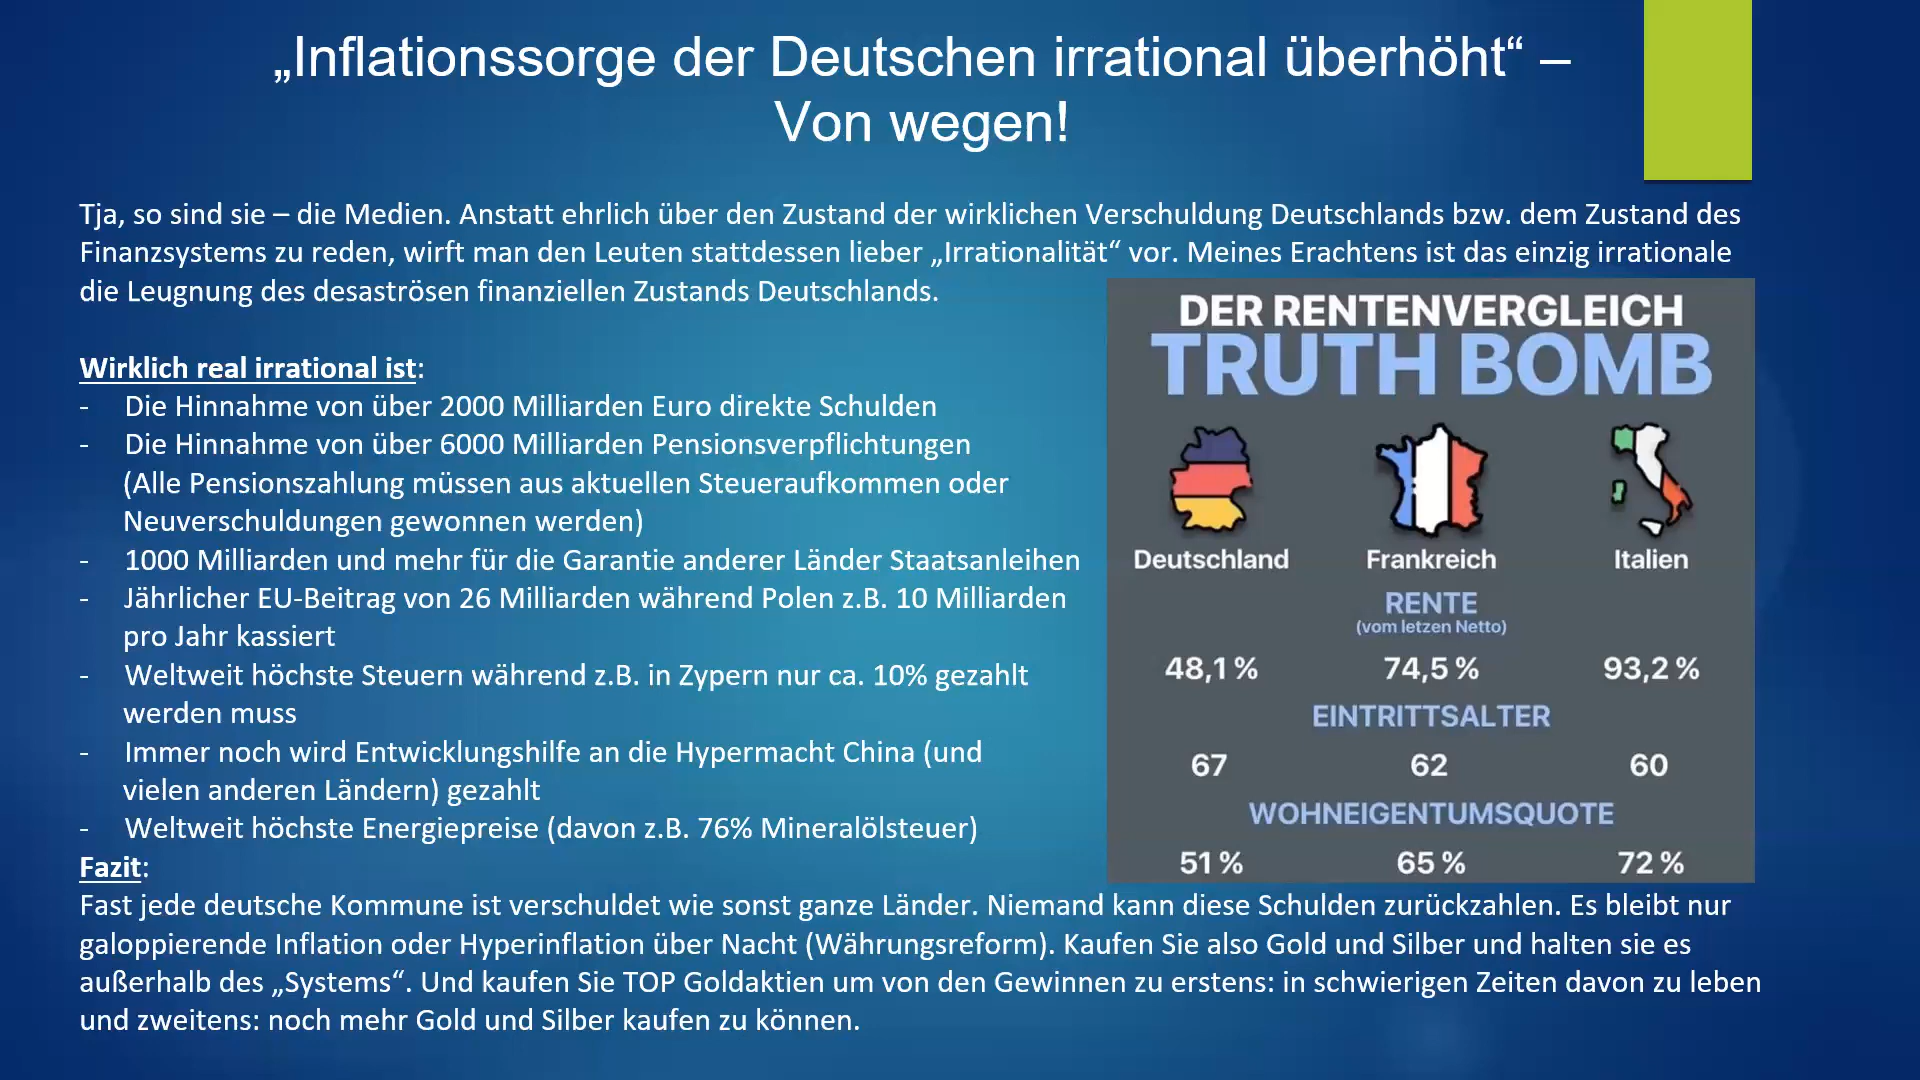 „Inflationssorge der Deutschen irrational überhöht“ –
Von wegen!
Tja, so sind sie – die Medien. Anstatt ehrlich über den Zustand der wirklichen Verschuldung Deutschlands bzw. dem Zustand des
Finanzsystems zu reden, wirft man den Leuten stattdessen lieber „Irrationalität“ vor. Meines Erachtens ist das einzig irrationale
die Leugnung des desaströsen finanziellen Zustands Deutschlands.
Wirklich real irrational ist:
- Die Hinnahme von über 2000 Milliarden Euro direkte Schulden
- Die Hinnahme von über 6000 Milliarden Pensionsverpflichtungen
(Alle Pensionszahlung müssen aus aktuellen Steueraufkommen oder
Neuverschuldungen gewonnen werden)
- 1000 Milliarden und mehr für die Garantie anderer Länder Staatsanleihen
- Jährlicher EU-Beitrag von 26 Milliarden während Polen z.B. 10 Milliarden
pro Jahr kassiert
- Weltweit höchste Steuern während z.B. in Zypern nur ca. 10% gezahlt
werden muss
- Immer noch wird Entwicklungshilfe an die Hypermacht China (und
vielen anderen Ländern) gezahlt
- Weltweit höchste Energiepreise (davon z.B. 76% Mineralölsteuer)
Fazit:
Fast jede deutsche Kommune ist verschuldet wie sonst ganze Länder. Niemand kann diese Schulden zurückzahlen. Es bleibt nur
galoppierende Inflation oder Hyperinflation über Nacht (Währungsreform). Kaufen Sie also Gold und Silber und halten sie es
außerhalb des „Systems“. Und kaufen Sie TOP Goldaktien um von den Gewinnen zu erstens: in schwierigen Zeiten davon zu leben
und zweitens: noch mehr Gold und Silber kaufen zu können.
DER RENTENVERGLEICH
TRUTH BOMB
Deutschland Frankreich Italien
RENTE
(vom letzen Netto)
48,1 % 74,5 % 93,2 %
EINTRITTSALTER
67 62 60
WOHNEIGENTUMSQUOTE
51 % 65 % 72 %